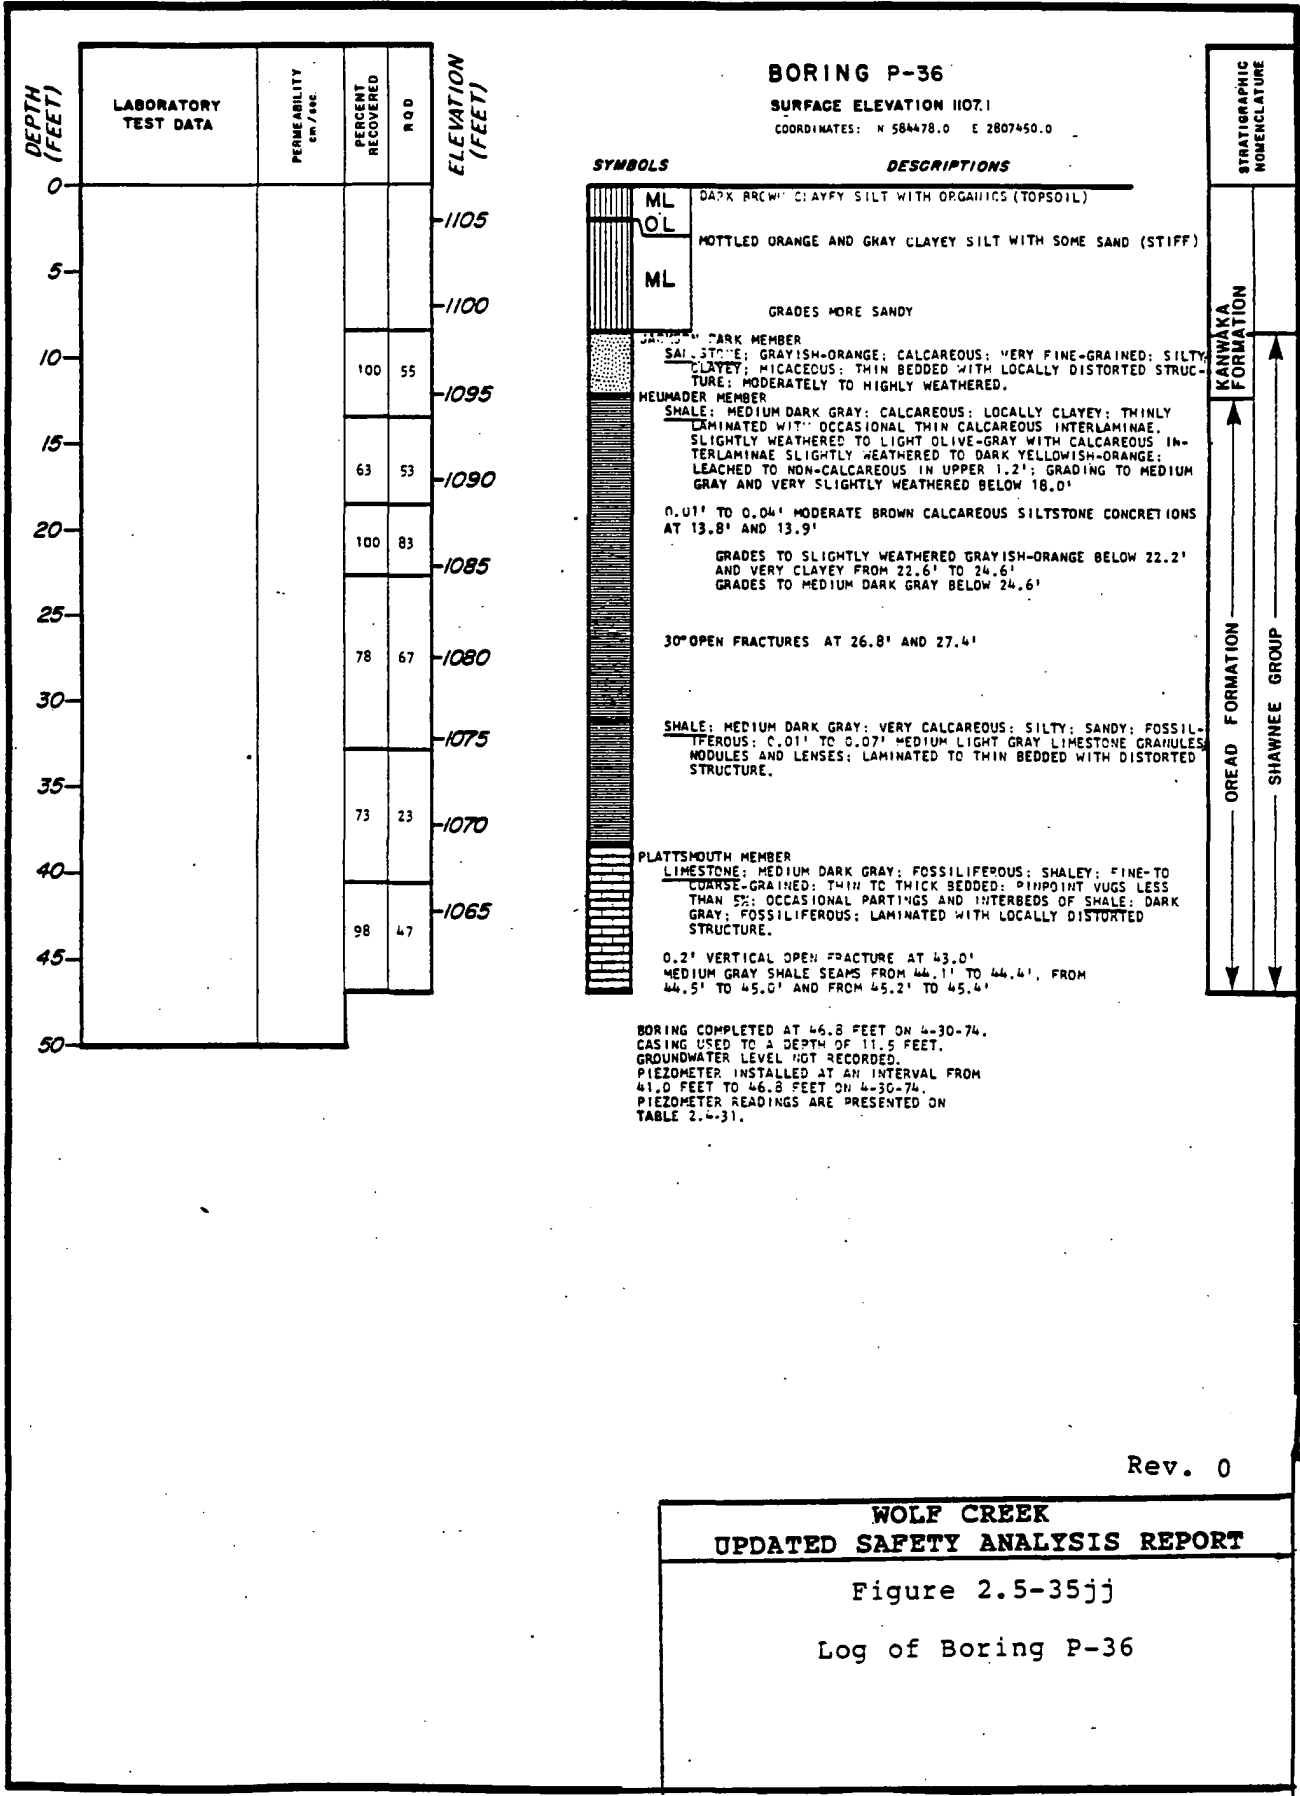 DEPTH (FEET)
LABORATORY TEST DATA
PERMEABILITY cm/sec.
PERCENT RECOVERED
RQD
ELEVATION (FEET)
BORING P-36
SURFACE ELEVATION 1107.1
COORDINATES: N 584478.0 E 2807450.0
STRATIGRAPHIC NOMENCLATURE
SYMBOLS
DESCRIPTIONS
0
5
10
15
20
25
30
35
40
45
50
100 55
63 53
100 83
78 67
73 23
98 47
1105
1100
1095
1090
1085
1080
1075
1070
1065
ML
OL
ML
DARK BROWN CLAYEY SILT WITH ORGANICS (TOPSOIL)
MOTTLED ORANGE AND GRAY CLAYEY SILT WITH SOME SAND (STIFF)
GRADES MORE SANDY
PARK MEMBER
SANDSTONE; GRAYISH-ORANGE; CALCAREOUS; VERY FINE-GRAINED; SILTY
CLAYEY; MICACEOUS; THIN BEDDED WITH LOCALLY DISTORTED STRUC-
TURE; MODERATELY TO HIGHLY WEATHERED.
HEUMADER MEMBER
SHALE; MEDIUM DARK GRAY; CALCAREOUS; LOCALLY CLAYEY; THINLY
LAMINATED WITH OCCASIONAL THIN CALCAREOUS INTERLAMINAE.
SLIGHTLY WEATHERED TO LIGHT OLIVE-GRAY WITH CALCAREOUS IN-
TERLAMINAE SLIGHTLY WEATHERED TO DARK YELLOWISH-ORANGE;
LEACHED TO NON-CALCAREOUS IN UPPER 1.2'; GRADING TO MEDIUM
GRAY AND VERY SLIGHTLY WEATHERED BELOW 18.0'
0.01' TO 0.04' MODERATE BROWN CALCAREOUS SILTSTONE CONCRETIONS
AT 13.8' AND 13.9'
GRADES TO SLIGHTLY WEATHERED GRAYISH-ORANGE BELOW 22.2'
AND VERY CLAYEY FROM 22.6' TO 24.6'
GRADES TO MEDIUM DARK GRAY BELOW 24.6'
30° OPEN FRACTURES AT 26.8' AND 27.4'
SHALE; MEDIUM DARK GRAY; VERY CALCAREOUS; SILTY; SANDY; FOSSIL-
IFEROUS; 0.01' TO 0.07' MEDIUM LIGHT GRAY LIMESTONE GRANULES
NODULES AND LENSES; LAMINATED TO THIN BEDDED WITH DISTORTED
STRUCTURE.
PLATTSMOUTH MEMBER
LIMESTONE; MEDIUM DARK GRAY; FOSSILIFEROUS; SHALEY; FINE-TO
COARSE-GRAINED; THIN TO THICK BEDDED; PINPOINT VUGS LESS
THAN 5%; OCCASIONAL PARTINGS AND INTERBEDS OF SHALE; DARK
GRAY; FOSSILIFEROUS; LAMINATED WITH LOCALLY DISTORTED
STRUCTURE.
0.2' VERTICAL OPEN FRACTURE AT 43.0'
MEDIUM GRAY SHALE SEAMS FROM 44.1' TO 44.4', FROM
44.5' TO 45.0' AND FROM 45.2' TO 45.4'
KANWAKA FORMATION
OREAD FORMATION
SHAWNEE GROUP
BORING COMPLETED AT 46.8 FEET ON 4-30-74.
CASING USED TO A DEPTH OF 11.5 FEET.
GROUNDWATER LEVEL NOT RECORDED.
PIEZOMETER INSTALLED AT AN INTERVAL FROM
41.0 FEET TO 46.8 FEET ON 4-30-74.
PIEZOMETER READINGS ARE PRESENTED ON
TABLE 2.4-31.
Rev. 0
WOLF CREEK
UPDATED SAFETY ANALYSIS REPORT
Figure 2.5-35jj
Log of Boring P-36